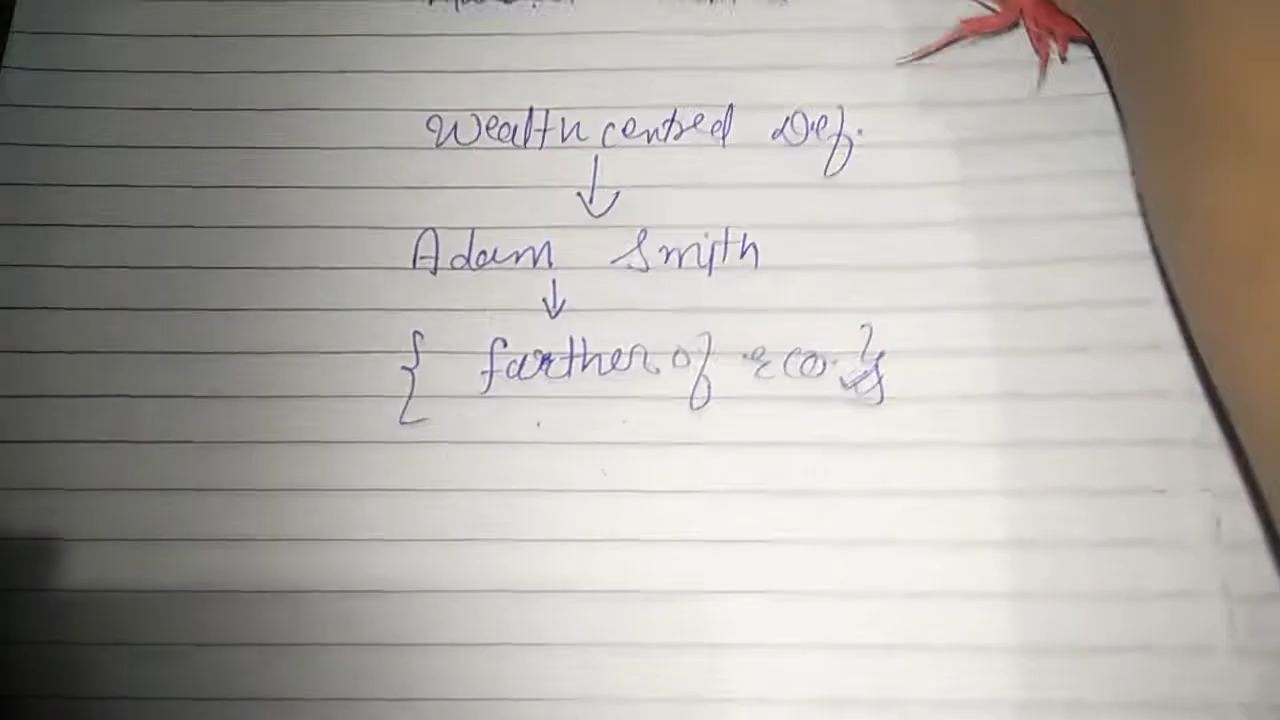 Wealth centred Def.
↓
Adam Smith
↓
{ farther of eco. }